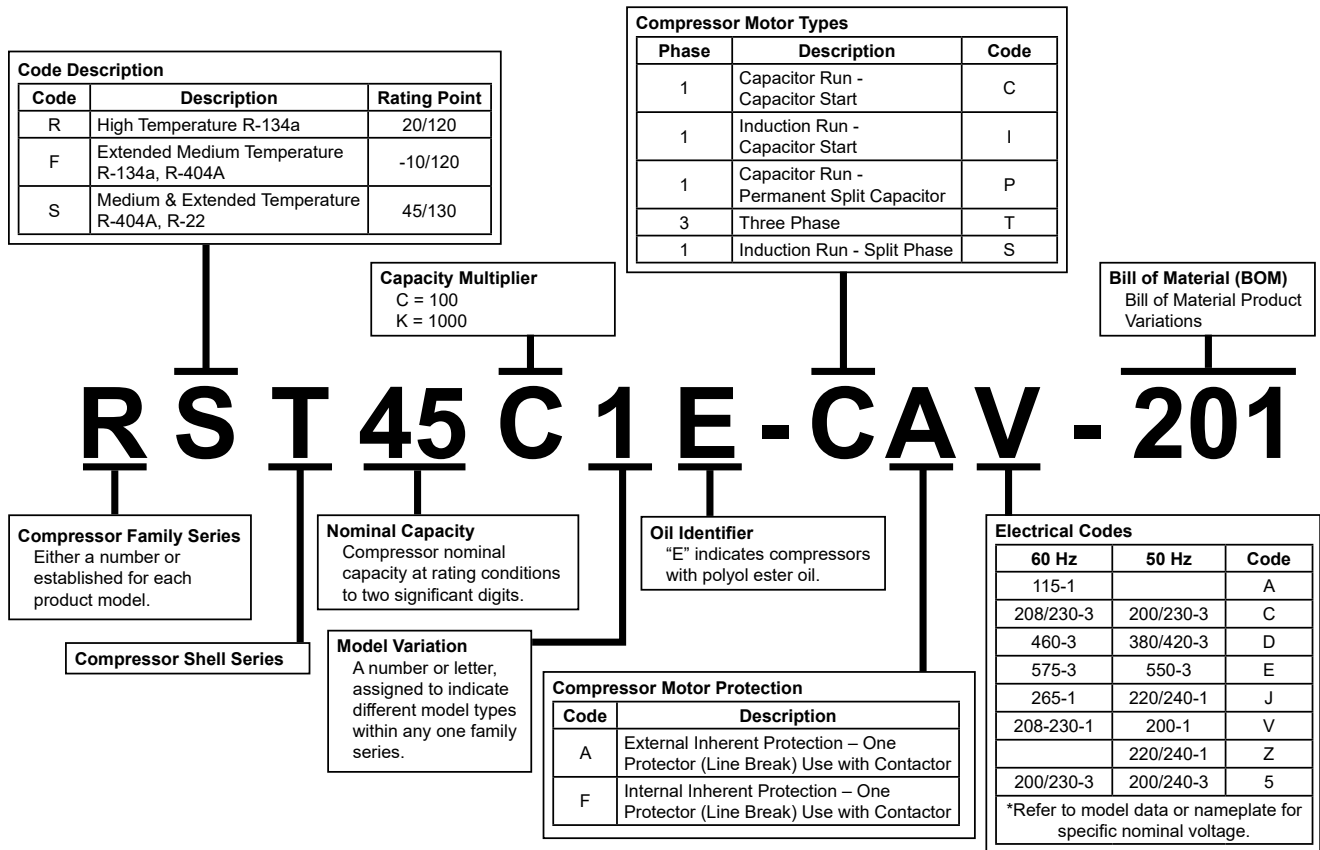 Compressor Motor Types
Phase Description Code
1 Capacitor Run - Capacitor Start C
1 Induction Run - Capacitor Start I
1 Capacitor Run - Permanent Split Capacitor P
3 Three Phase T
1 Induction Run - Split Phase S
Code Description
Code Description Rating Point
R High Temperature R-134a 20/120
F Extended Medium Temperature R-134a, R-404A -10/120
S Medium & Extended Temperature R-404A, R-22 45/130
Capacity Multiplier
C = 100
K = 1000
Bill of Material (BOM)
Bill of Material Product
Variations
R S T 45 C 1 E - C A V - 201
Compressor Family Series
Either a number or
established for each
product model.
Compressor Shell Series
Nominal Capacity
Compressor nominal
capacity at rating conditions
to two significant digits.
Model Variation
A number or letter,
assigned to indicate
different model types
within any one family
series.
Oil Identifier
“E” indicates compressors
with polyol ester oil.
Compressor Motor Protection
Code Description
A External Inherent Protection – One Protector (Line Break) Use with Contactor
F Internal Inherent Protection – One Protector (Line Break) Use with Contactor
Electrical Codes
60 Hz 50 Hz Code
115-1 A
208/230-3 200/230-3 C
460-3 380/420-3 D
575-3 550-3 E
265-1 220/240-1 J
208-230-1 200-1 V
220/240-1 Z
200/230-3 200/240-3 5
*Refer to model data or nameplate for
specific nominal voltage.